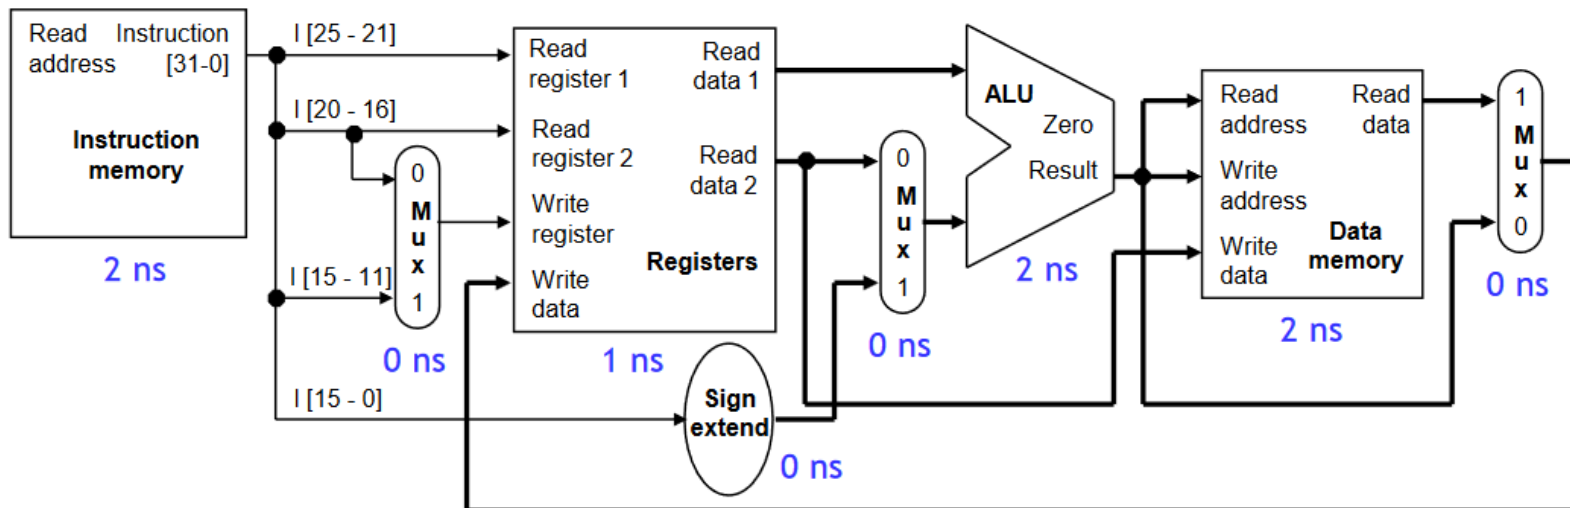 Read Instruction
address [31-0]
Instruction
memory
2 ns
I [25 - 21]
I [20 - 16]
I [15 - 11]
I [15 - 0]
0
M
u
x
1
0 ns
Read
register 1
Read
data 1
Read
register 2
Read
data 2
Write
register
Registers
Write
data
1 ns
Sign
extend
0 ns
0
M
u
x
1
0 ns
ALU
Zero
Result
2 ns
Read
address
Read
data
Write
address
Write
data
Data
memory
2 ns
1
M
u
x
0
0 ns